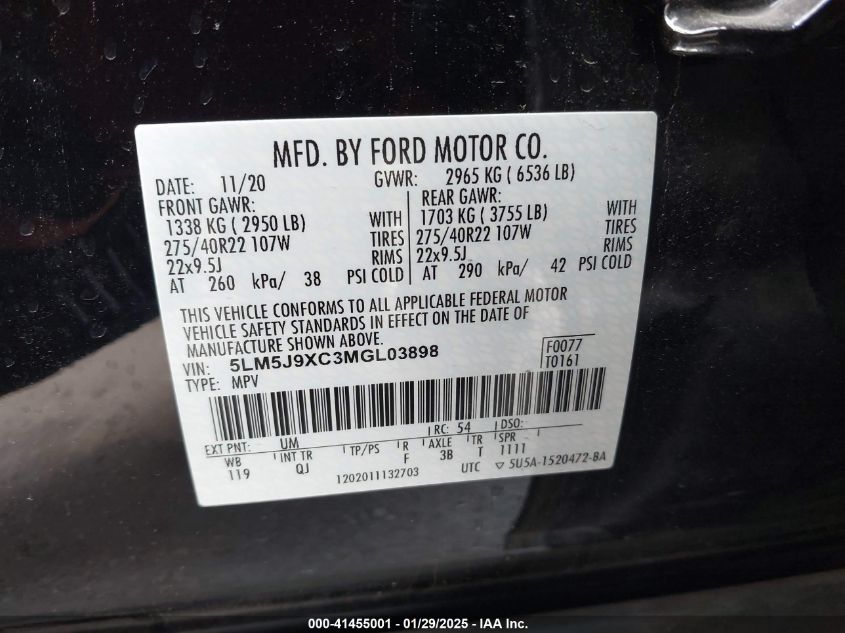 MFD. BY FORD MOTOR CO.
DATE: 11/20 GVWR: 2965 KG ( 6536 LB)
FRONT GAWR: REAR GAWR:
1338 KG ( 2950 LB) WITH 1703 KG ( 3755 LB) WITH
275/40R22 107W TIRES 275/40R22 107W TIRES
22x9.5J RIMS 22x9.5J RIMS
AT 260 kPa/ 38 PSI COLD AT 290 kPa/ 42 PSI COLD
THIS VEHICLE CONFORMS TO ALL APPLICABLE FEDERAL MOTOR
VEHICLE SAFETY STANDARDS IN EFFECT ON THE DATE OF
MANUFACTURE SHOWN ABOVE.
VIN: 5LM5J9XC3MGL03898 F0077
TYPE: MPV T0161
EXT PNT: UM RC: 54 DSO:
WB INT TR TP/PS R AXLE TR SPR
119 QJ F 3B T 1111
1202011132703 UTC ▽ 5U5A-1520472-BA
000-41455001 - 01/29/2025 - IAA Inc.